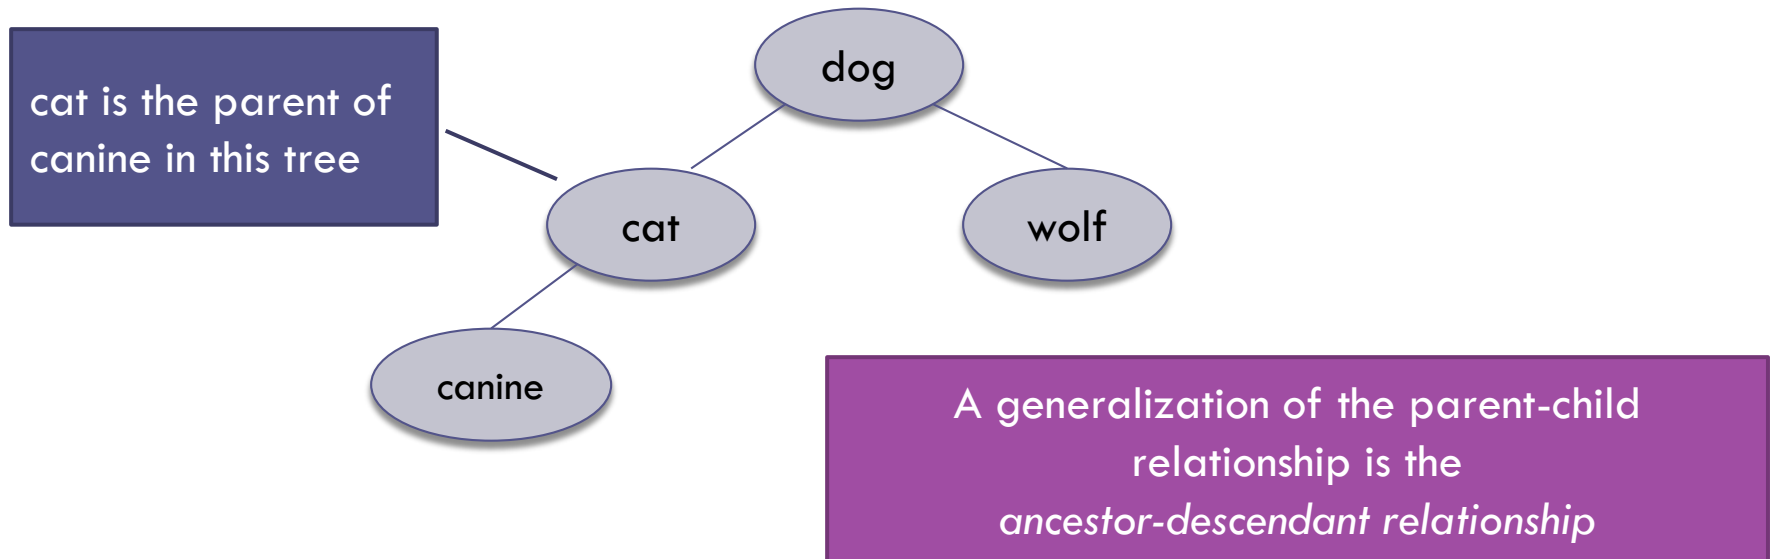 dog
cat is the parent of
canine in this tree
cat
wolf
canine
A generalization of the parent-child
relationship is the
ancestor-descendant relationship